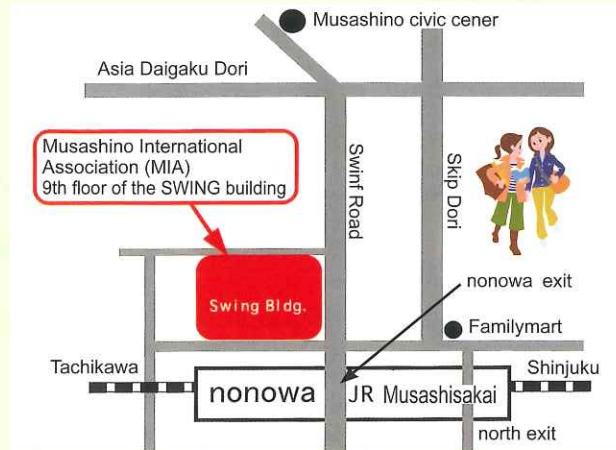 Musashino civic cener
Asia Daigaku Dori
Musashino International
Association (MIA)
9th floor of the SWING building
Swinf Road
Skip Dori
Swing Bldg.
nonowa exit
Familymart
Tachikawa
Shinjuku
nonowa
JR Musashisakai
north exit